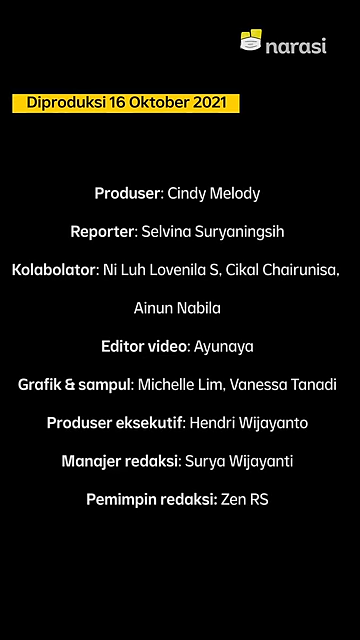 narasi
Diproduksi 16 Oktober 2021
Produser: Cindy Melody
Reporter: Selvina Suryaningsih
Kolabolator: Ni Luh Lovenila S, Cikal Chairunisa,
Ainun Nabila
Editor video: Ayunaya
Grafik & sampul: Michelle Lim, Vanessa Tanadi
Produser eksekutif: Hendri Wijayanto
Manajer redaksi: Surya Wijayanti
Pemimpin redaksi: Zen RS